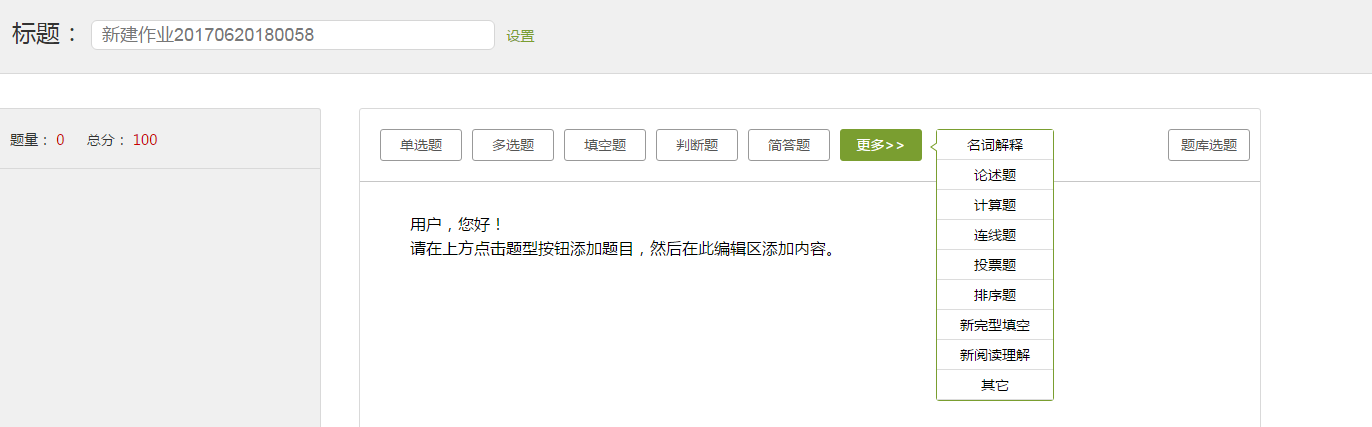 标题： 新建作业20170620180058 设置
题量： 0 总分： 100
单选题 多选题 填空题 判断题 简答题 更多>> 题库选题
名词解释
论述题
计算题
连线题
投票题
排序题
新完型填空
新阅读理解
其它
用户，您好！
请在上方点击题型按钮添加题目，然后在此编辑区添加内容。